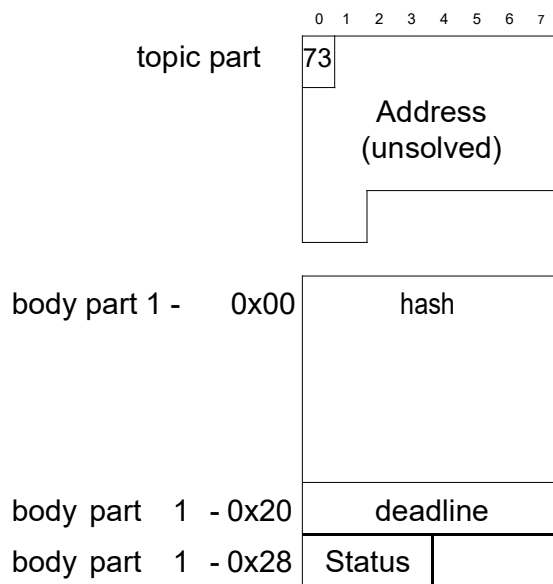 0 1 2 3 4 5 6 7
topic part 73
Address
(unsolved)
body part 1 - 0x00 hash
body part 1 - 0x20 deadline
body part 1 - 0x28 Status